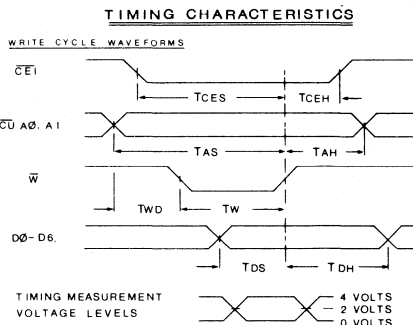 TIMING CHARACTERISTICS
WRITE CYCLE WAVEFORMS
CE1
TCES
TCEH
CU AØ, A1
TAS
TAH
W
TWD
TW
DØ-D6,
TDS
TDH
TIMING MEASUREMENT
VOLTAGE LEVELS
4 VOLTS
2 VOLTS
0 VOLTS